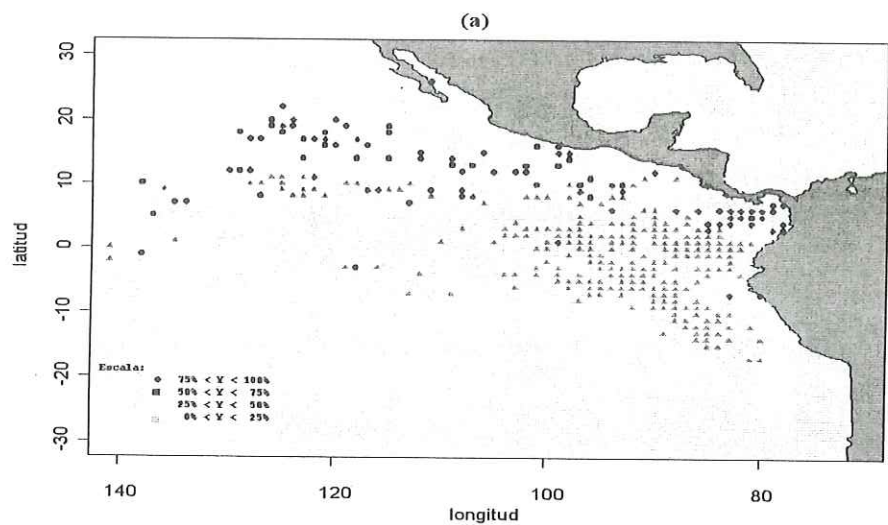 (a)
30
20
10
0
-10
-20
-30
latitud
Escala:
75% < Y < 100%
50% < Y < 75%
25% < Y < 50%
0% < Y < 25%
140
120
100
80
longitud